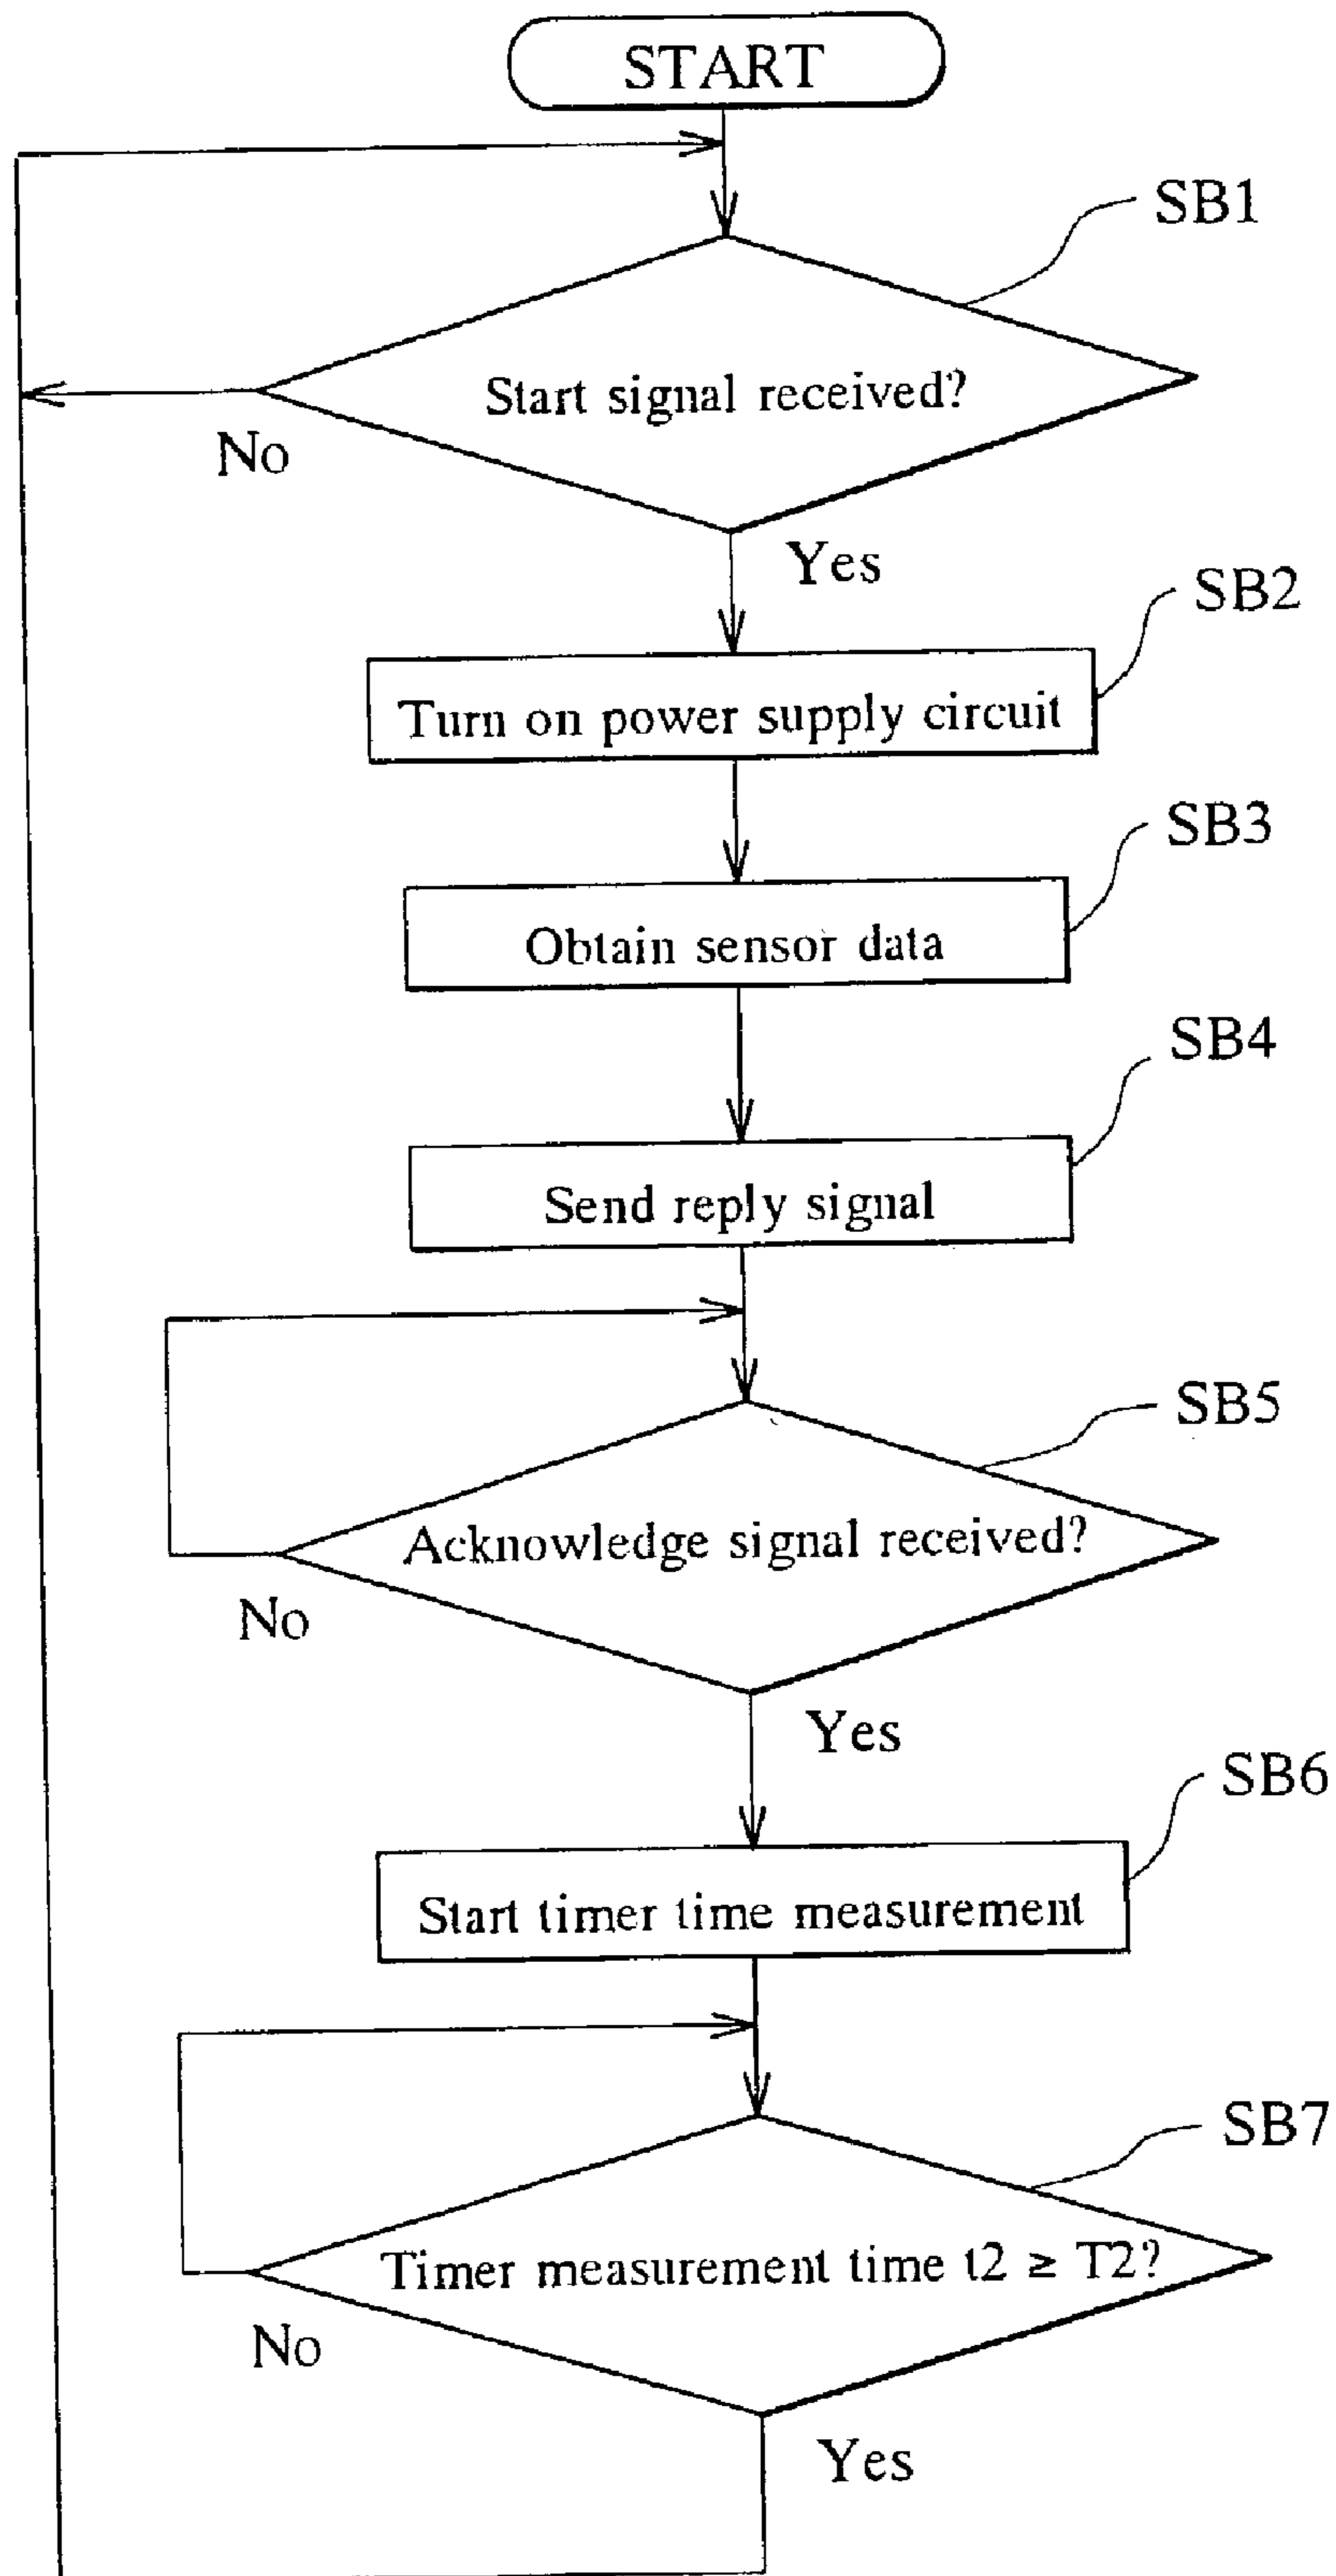 START
SB1
Start signal received?
No
Yes
SB2
Turn on power supply circuit
SB3
Obtain sensor data
SB4
Send reply signal
SB5
Acknowledge signal received?
No
Yes
SB6
Start timer time measurement
SB7
Timer measurement time t2 ≥ T2?
No
Yes